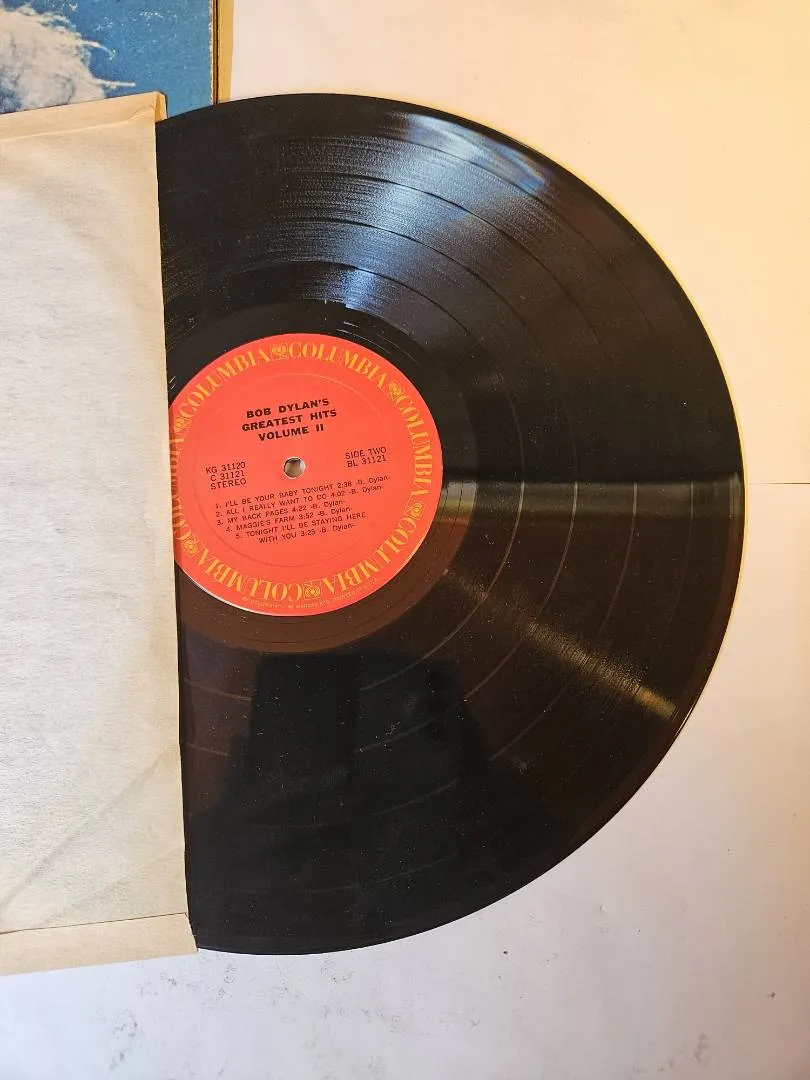 COLUMBIA COLUMBIA COLUMBIA COLUMBIA COLUMBIA COLUMBIA
BOB DYLAN'S
GREATEST HITS
VOLUME II
KG 31120
C 31121
STEREO
SIDE TWO
BL 31121
1. I'LL BE YOUR BABY TONIGHT 2:38 -B. Dylan-
2. ALL I REALLY WANT TO DO 4:02 -B. Dylan-
3. MY BACK PAGES 4:22 -B. Dylan-
4. MAGGIE'S FARM 3:52 -B. Dylan-
5. TONIGHT I'LL BE STAYING HERE
WITH YOU 3:23 -B. Dylan-